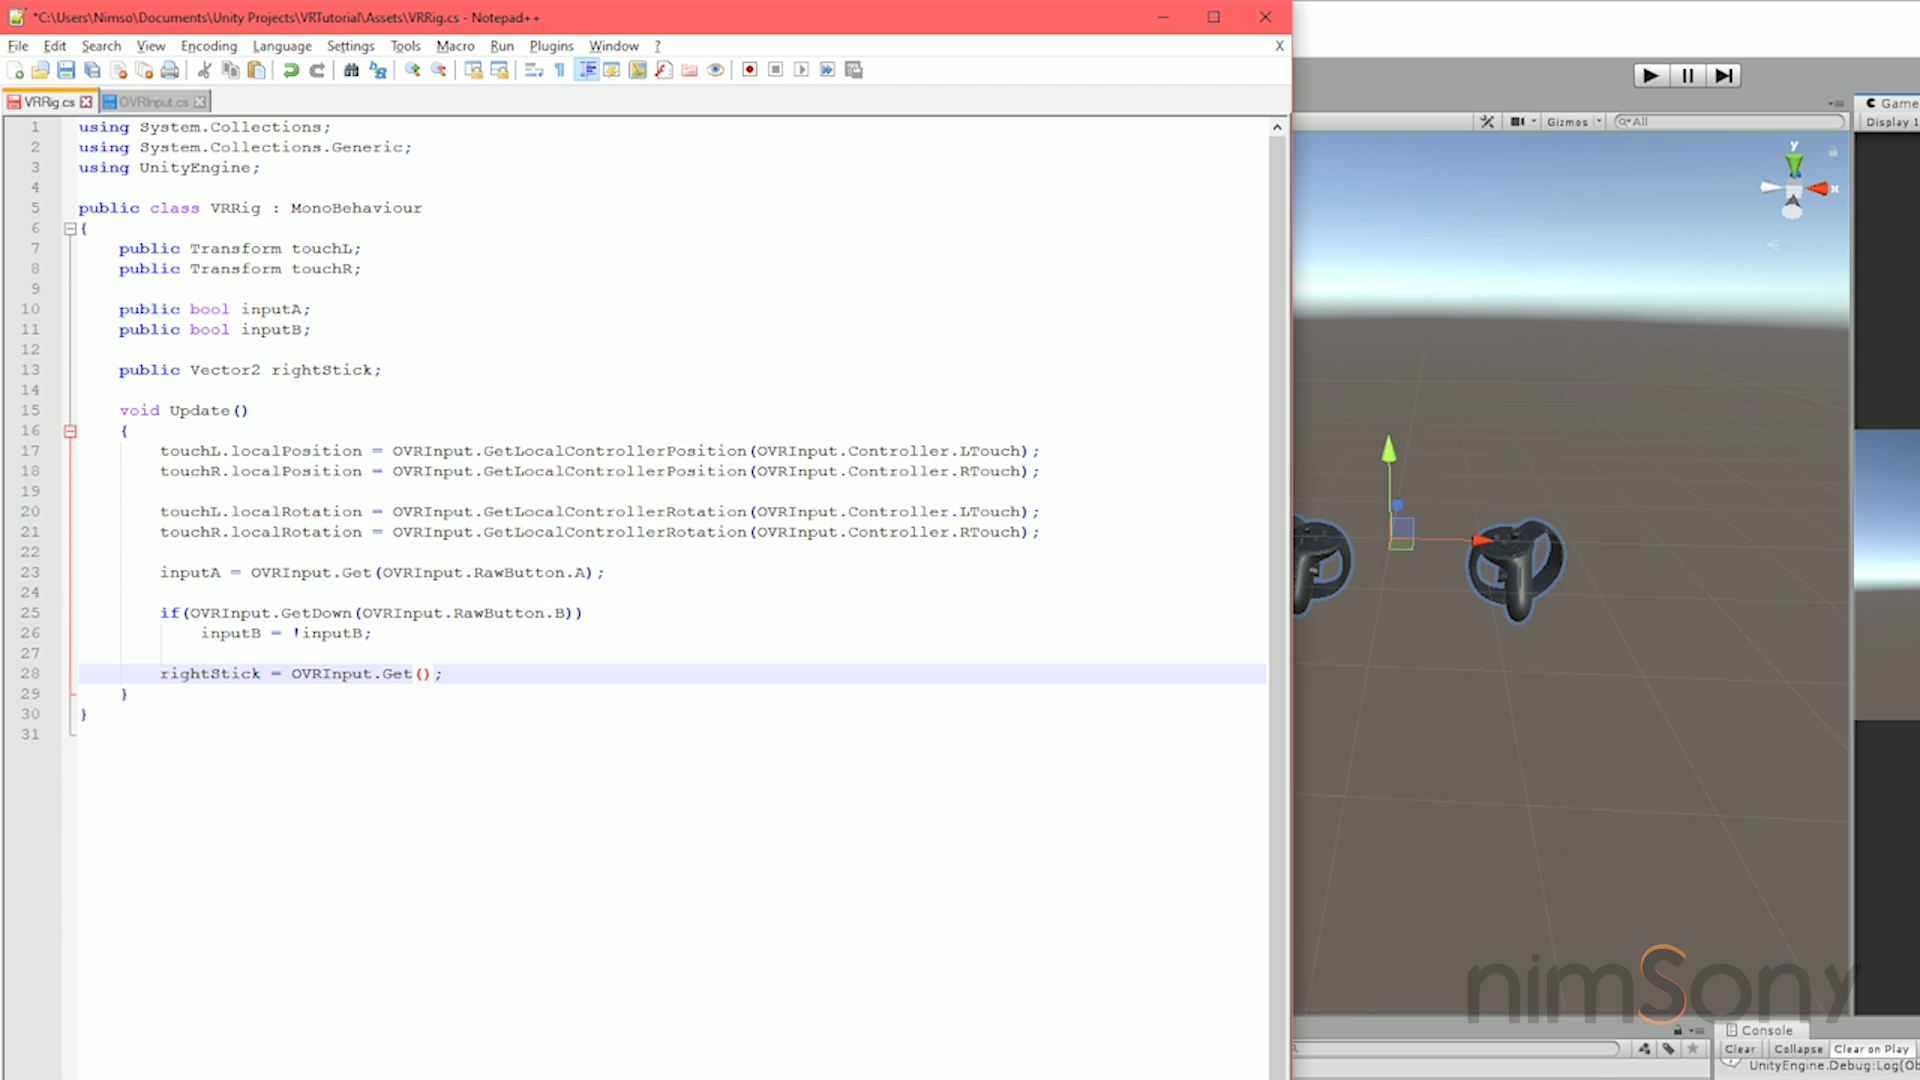 *C:\Users\Nimso\Documents\Unity Projects\VRTutorial\Assets\VRRig.cs - Notepad++
File Edit Search View Encoding Language Settings Tools Macro Run Plugins Window ? X
VRRig.cs OVRInput.cs
1 using System.Collections;
2 using System.Collections.Generic;
3 using UnityEngine;
4
5 public class VRRig : MonoBehaviour
6 {
7 public Transform touchL;
8 public Transform touchR;
9
10 public bool inputA;
11 public bool inputB;
12
13 public Vector2 rightStick;
14
15 void Update()
16 {
17 touchL.localPosition = OVRInput.GetLocalControllerPosition(OVRInput.Controller.LTouch);
18 touchR.localPosition = OVRInput.GetLocalControllerPosition(OVRInput.Controller.RTouch);
19
20 touchL.localRotation = OVRInput.GetLocalControllerRotation(OVRInput.Controller.LTouch);
21 touchR.localRotation = OVRInput.GetLocalControllerRotation(OVRInput.Controller.RTouch);
22
23 inputA = OVRInput.Get(OVRInput.RawButton.A);
24
25 if(OVRInput.GetDown(OVRInput.RawButton.B))
26 inputB = !inputB;
27
28 rightStick = OVRInput.Get();
29 }
30 }
31
Game
Gizmos All Display 1
y
x
nimSony
Console
Clear Collapse Clear on Play
UnityEngine.Debug:Log(Ob